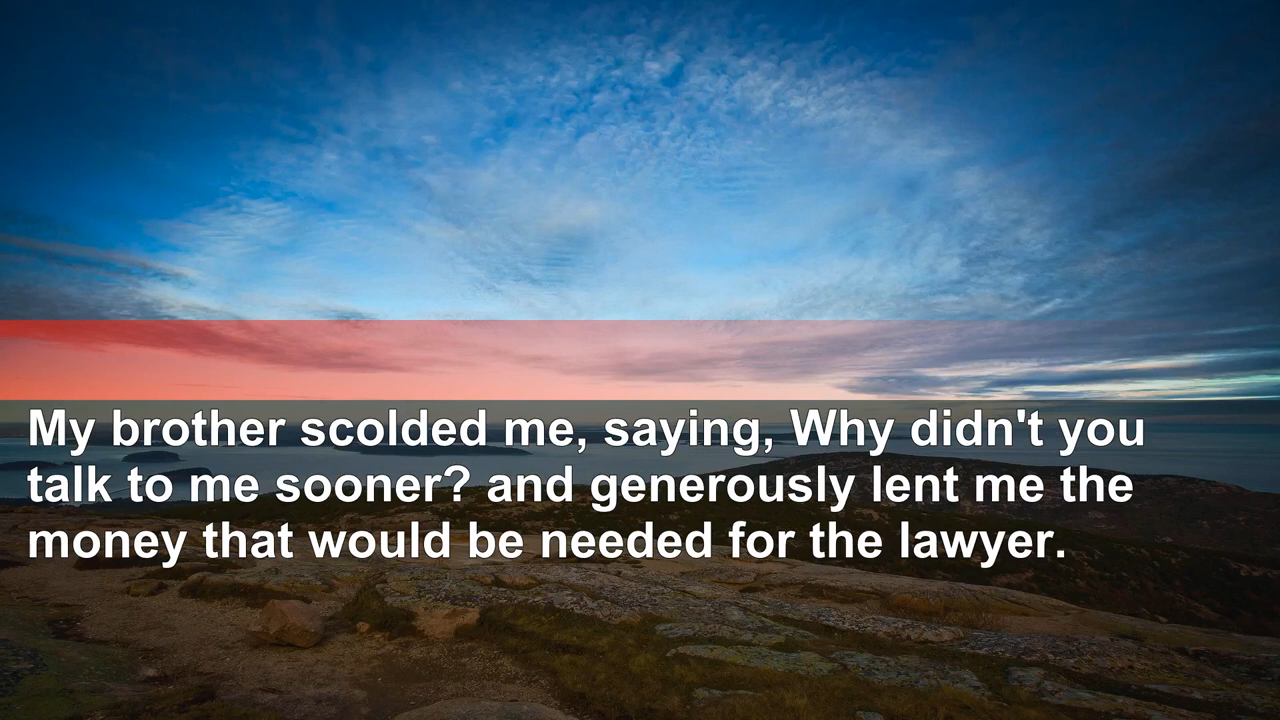 My brother scolded me, saying, Why didn't you
talk to me sooner? and generously lent me the
money that would be needed for the lawyer.